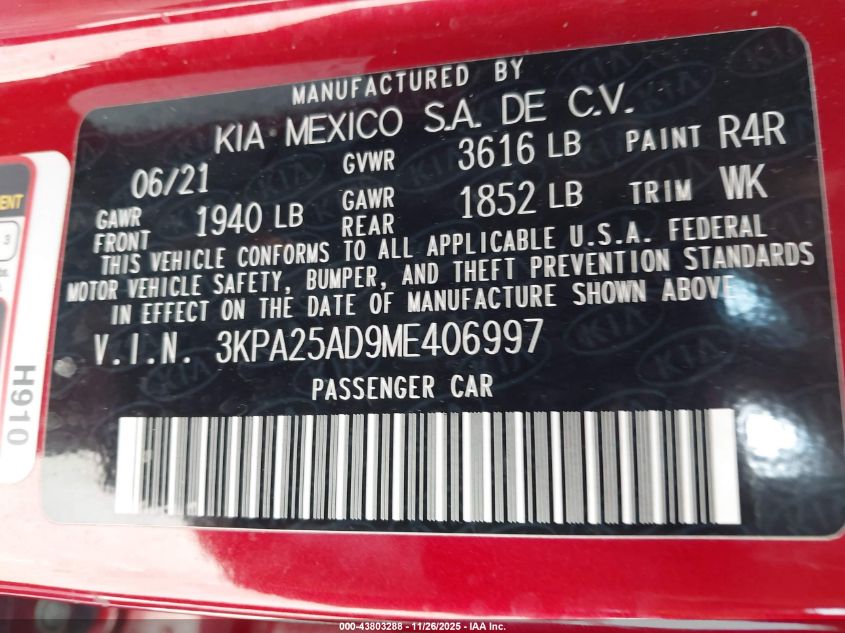 MANUFACTURED BY
KIA MEXICO S.A. DE C.V.
06/21 GVWR 3616 LB PAINT R4R
GAWR FRONT 1940 LB GAWR REAR 1852 LB TRIM WK
THIS VEHICLE CONFORMS TO ALL APPLICABLE U.S.A. FEDERAL
MOTOR VEHICLE SAFETY, BUMPER, AND THEFT PREVENTION STANDARDS
IN EFFECT ON THE DATE OF MANUFACTURE SHOWN ABOVE
V.I.N. 3KPA25AD9ME406997
PASSENGER CAR
H910
3
000-43803288 - 11/26/2025 - IAA Inc.